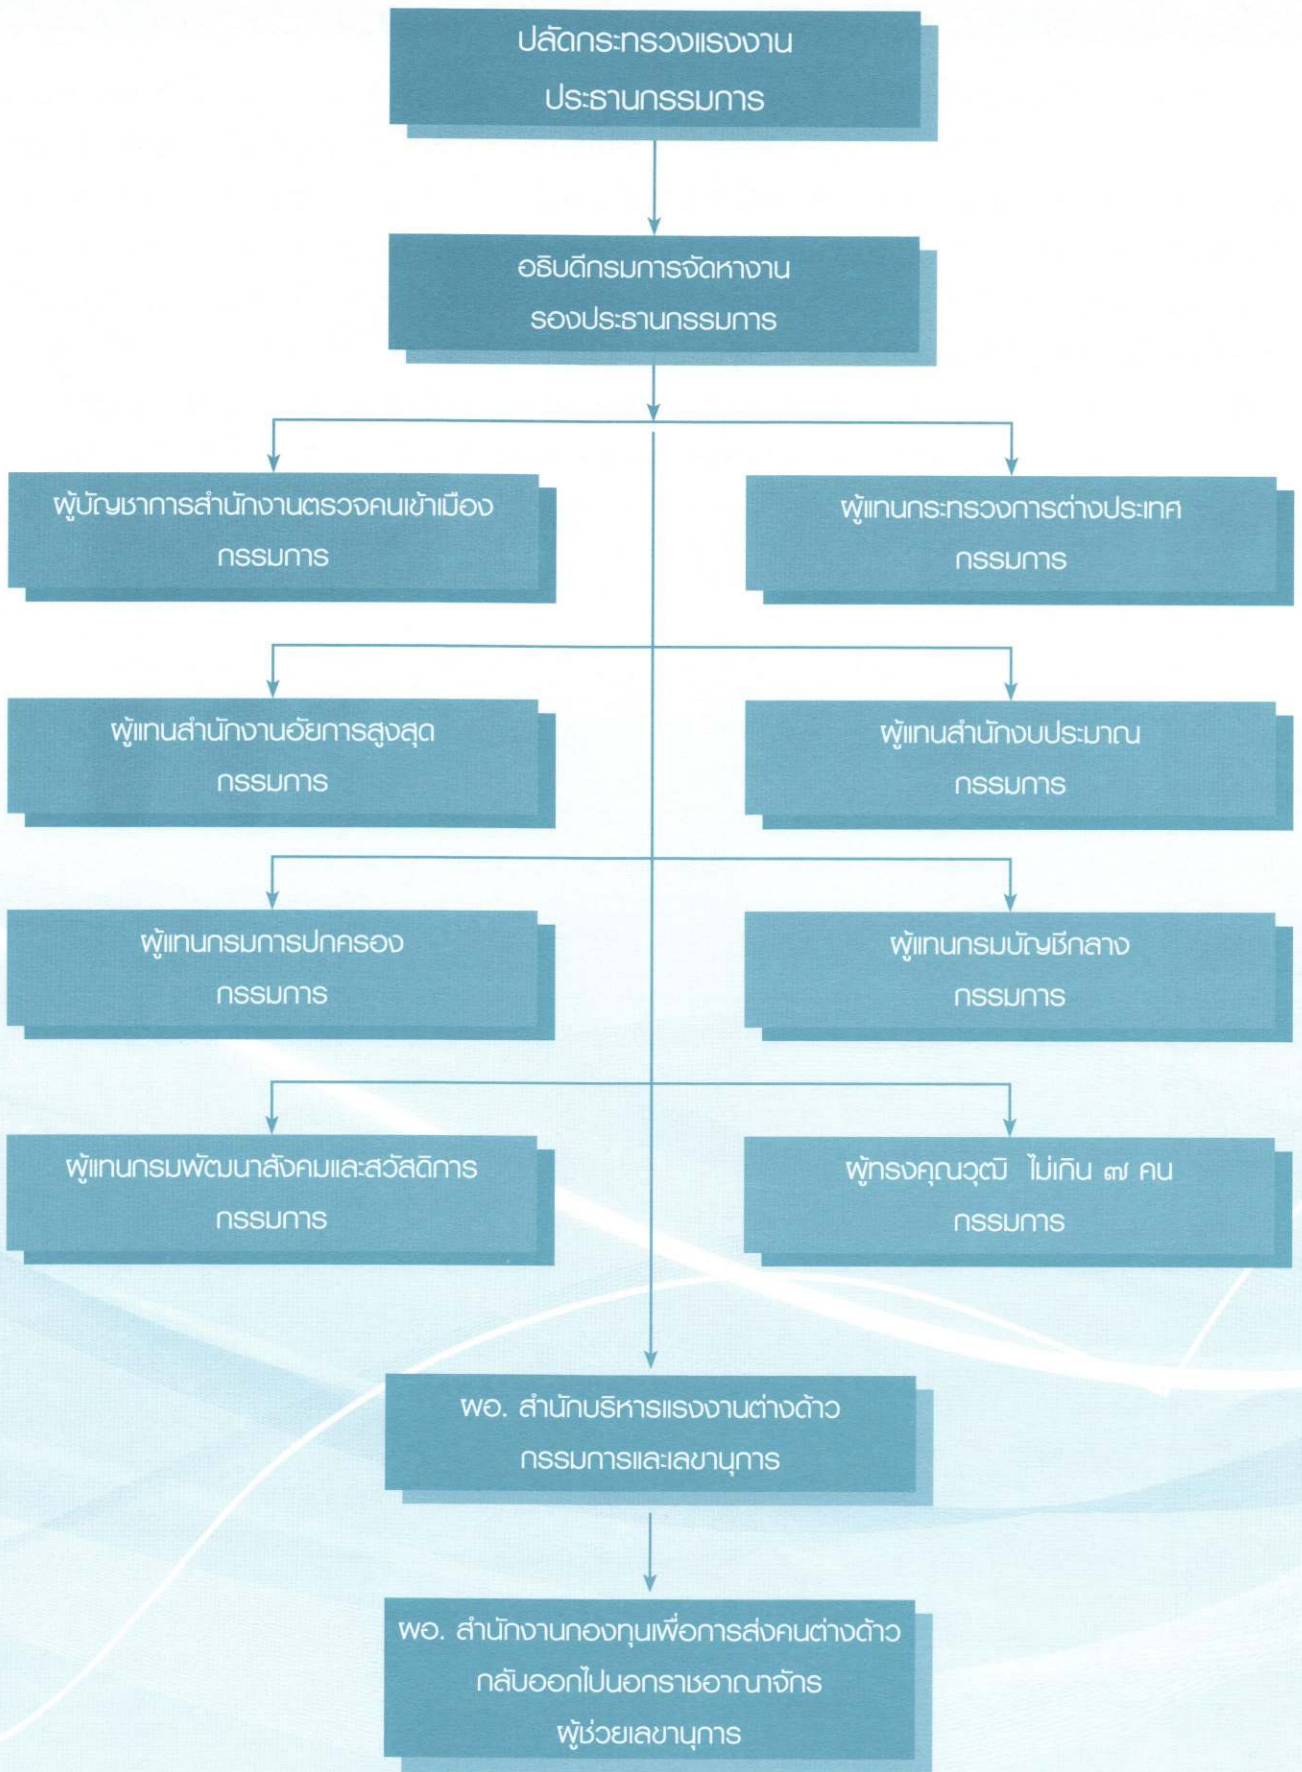 ปลัดกระทรวงแรงงาน
ประธานกรรมการ
อธิบดีกรมการจัดหางาน
รองประธานกรรมการ
ผู้บัญชาการสำนักงานตรวจคนเข้าเมือง
กรรมการ
ผู้แทนกระทรวงการต่างประเทศ
กรรมการ
ผู้แทนสำนักงานอัยการสูงสุด
กรรมการ
ผู้แทนสำนักงบประมาณ
กรรมการ
ผู้แทนกรมการปกครอง
กรรมการ
ผู้แทนกรมบัญชีกลาง
กรรมการ
ผู้แทนกรมพัฒนาสังคมและสวัสดิการ
กรรมการ
ผู้ทรงคุณวุฒิ ไม่เกิน ๗ คน
กรรมการ
ผอ. สำนักบริหารแรงงานต่างด้าว
กรรมการและเลขานุการ
ผอ. สำนักงานกองทุนเพื่อการส่งคนต่างด้าว
กลับออกไปนอกราชอาณาจักร
ผู้ช่วยเลขานุการ